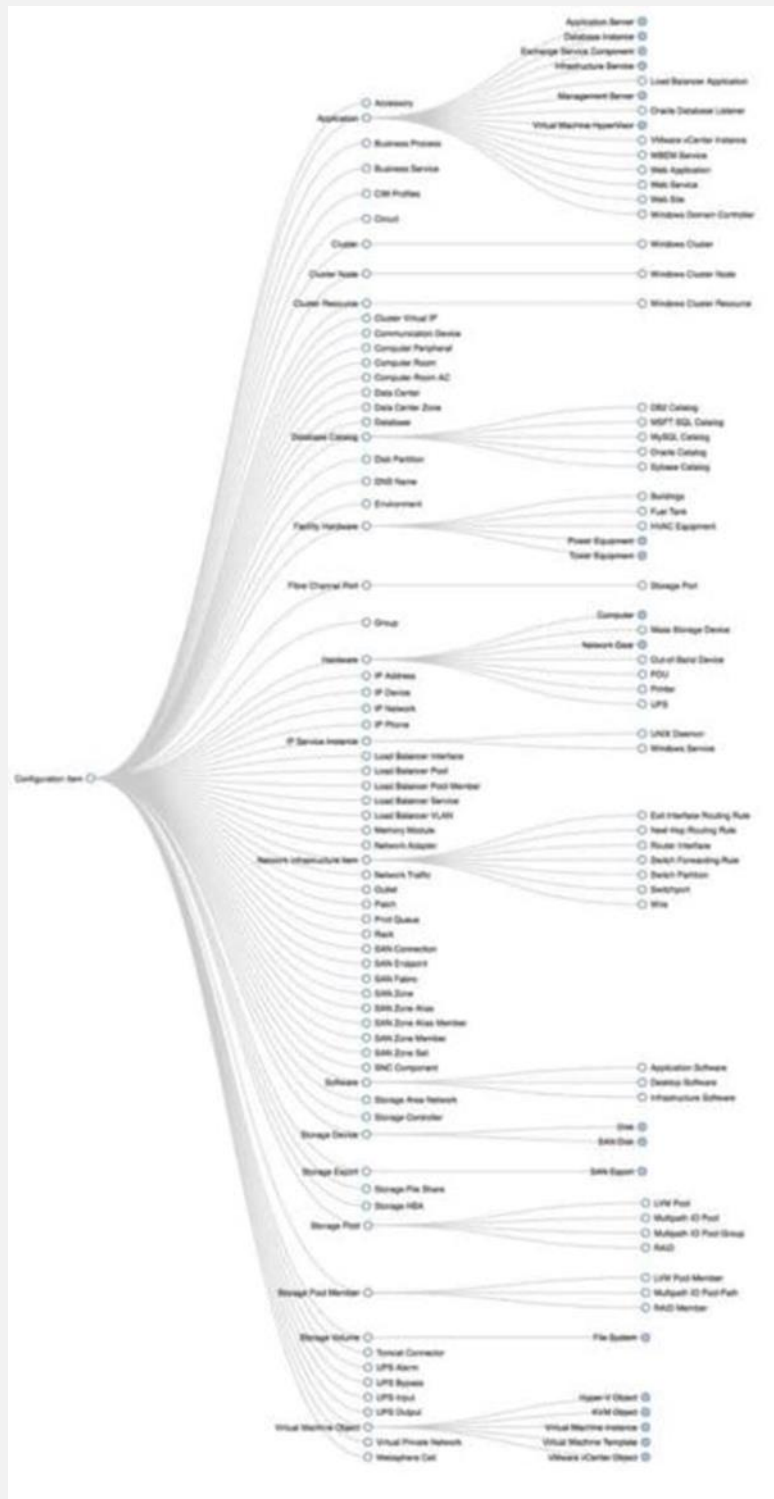 Application Server
Database Instance
Exchange Service Component
Infrastructure Service
Load Balancer Application
Accessory
Management Server
Application
Oracle Database Listener
Virtual Machine HyperVisor
Business Process
VMware vCenter Instance
WBEM Service
Business Service
Web Application
Web Service
CIM Profiles
Web Site
Circuit
Windows Domain Controller
Cluster
Windows Cluster
Cluster Node
Windows Cluster Node
Cluster Resource
Windows Cluster Resource
Cluster Virtual IP
Communication Device
Computer Peripheral
Computer Room
Computer Room AC
Data Center
Data Center Zone
DB2 Catalog
Database
MSFT SQL Catalog
Database Catalog
MySQL Catalog
Oracle Catalog
Disk Partition
Sybase Catalog
DNS Name
Buildings
Environment
Fuel Tank
Facility Hardware
HVAC Equipment
Power Equipment
Tower Equipment
Fibre Channel Port
Storage Port
Computer
Group
Mass Storage Device
Network Gear
Hardware
Out-of-Band Device
IP Address
PDU
IP Device
Printer
IP Network
UPS
IP Phone
UNIX Daemon
IP Service Instance
Windows Service
Load Balancer Interface
Load Balancer Pool
Configuration Item
Load Balancer Pool Member
Load Balancer Service
Load Balancer VLAN
Exit Interface Routing Rule
Memory Module
Next Hop Routing Rule
Network Adapter
Router Interface
Network Infrastructure Item
Switch Forwarding Rule
Network Traffic
Switch Partition
Outlet
Switchport
Patch
Wire
Print Queue
Rack
SAN Connection
SAN Endpoint
SAN Fabric
SAN Zone
SAN Zone Alias
SAN Zone Alias Member
SAN Zone Member
SAN Zone Set
SNC Component
Application Software
Software
Desktop Software
Storage Area Network
Infrastructure Software
Storage Controller
Disk
Storage Device
SAN Disk
Storage Export
SAN Export
Storage File Share
Storage HBA
LVM Pool
Multipath IO Pool
Storage Pool
Multipath IO Pool Group
RAID
LVM Pool Member
Storage Pool Member
Multipath IO Pool Path
RAID Member
Storage Volume
File System
Tomcat Connector
UPS Alarm
UPS Bypass
UPS Input
Hyper-V Object
UPS Output
KVM Object
Virtual Machine Object
Virtual Machine Instance
Virtual Private Network
Virtual Machine Template
Websphere Cell
VMware vCenter Object